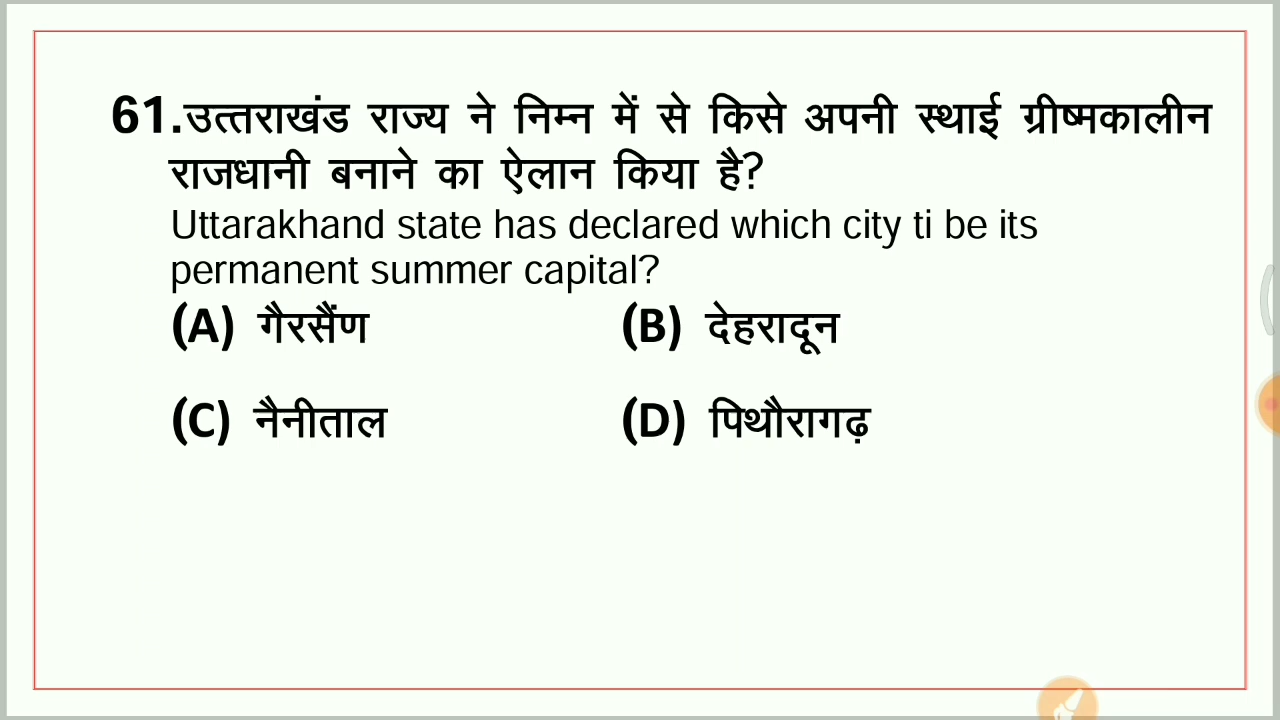 61.उत्तराखंड राज्य ने निम्न में से किसे अपनी स्थाई ग्रीष्मकालीन
राजधानी बनाने का ऐलान किया है?
Uttarakhand state has declared which city ti be its
permanent summer capital?
(A) गैरसैंण (B) देहरादून
(C) नैनीताल (D) पिथौरागढ़